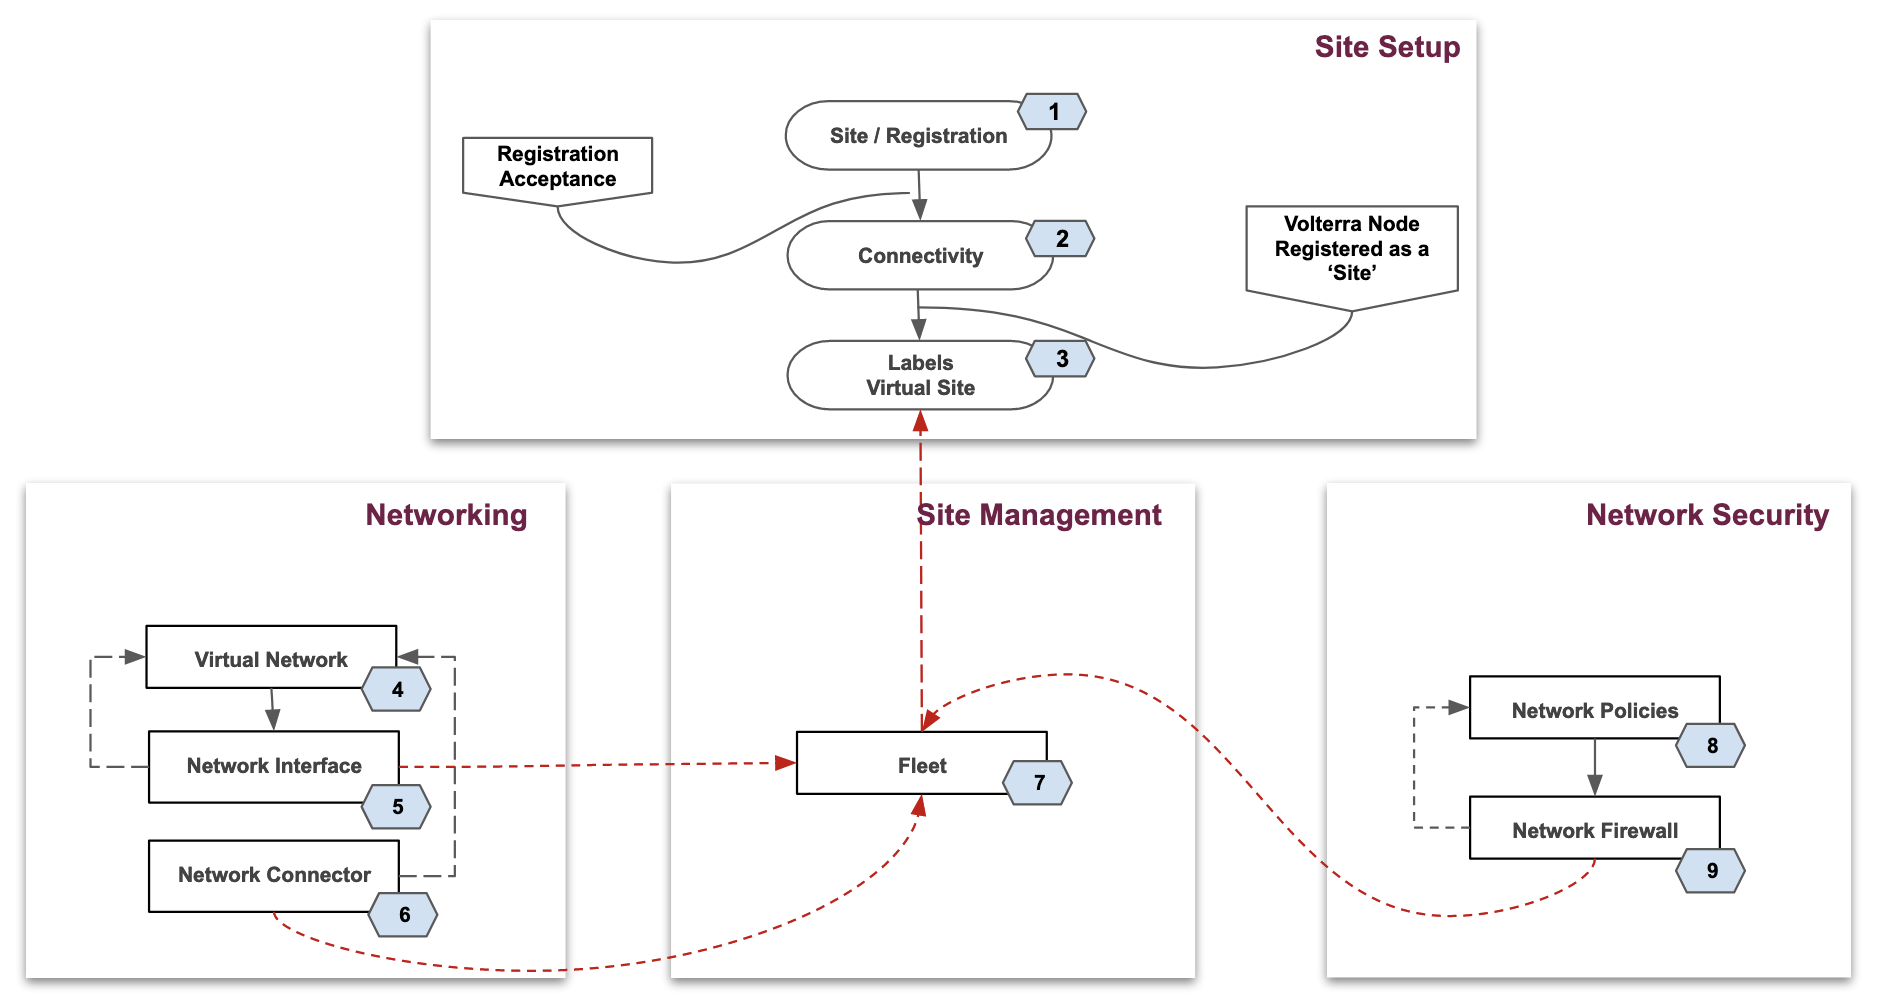 Site Setup
1
Site / Registration
Registration
Acceptance
2
Connectivity
Volterra Node
Registered as a
‘Site’
3
Labels
Virtual Site
Networking
Virtual Network
4
Network Interface
5
Network Connector
6
Site Management
Fleet
7
Network Security
Network Policies
8
Network Firewall
9